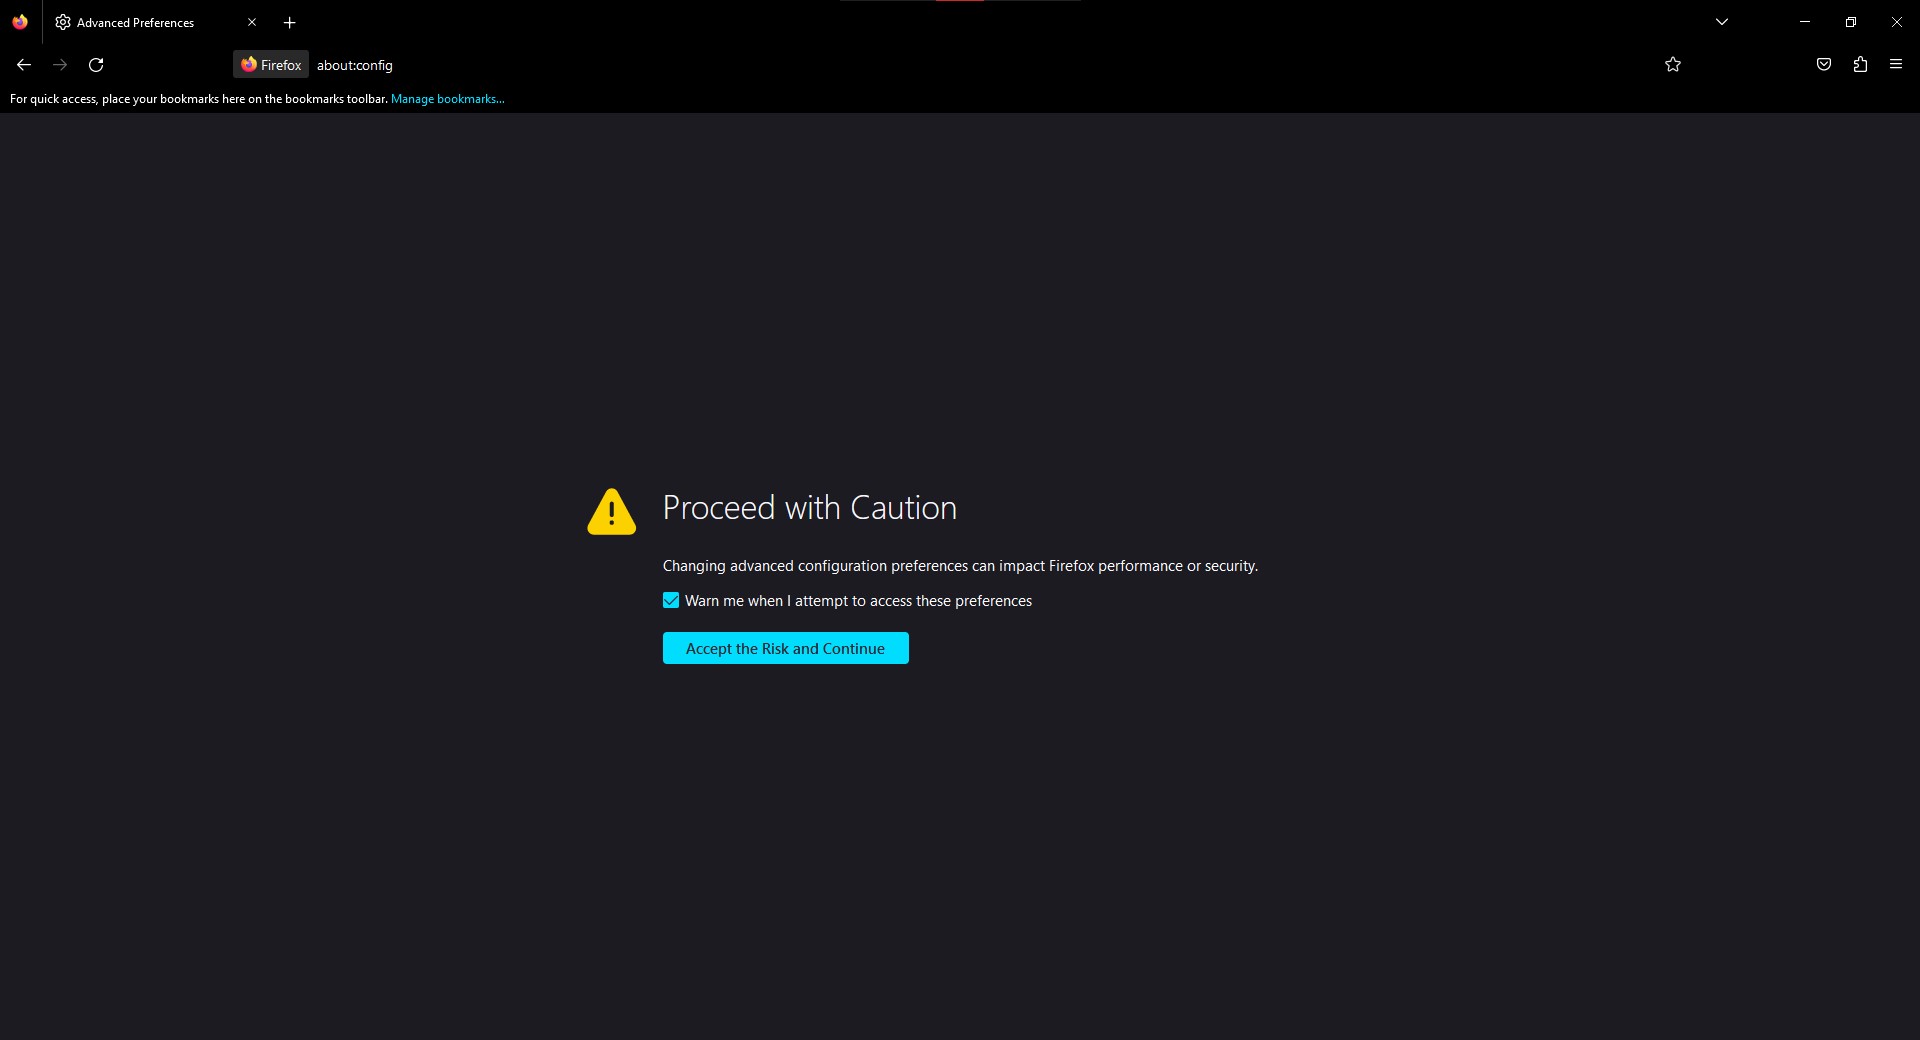 Advanced Preferences
Firefox about:config
For quick access, place your bookmarks here on the bookmarks toolbar. Manage bookmarks...
Proceed with Caution
Changing advanced configuration preferences can impact Firefox performance or security.
Warn me when I attempt to access these preferences
Accept the Risk and Continue